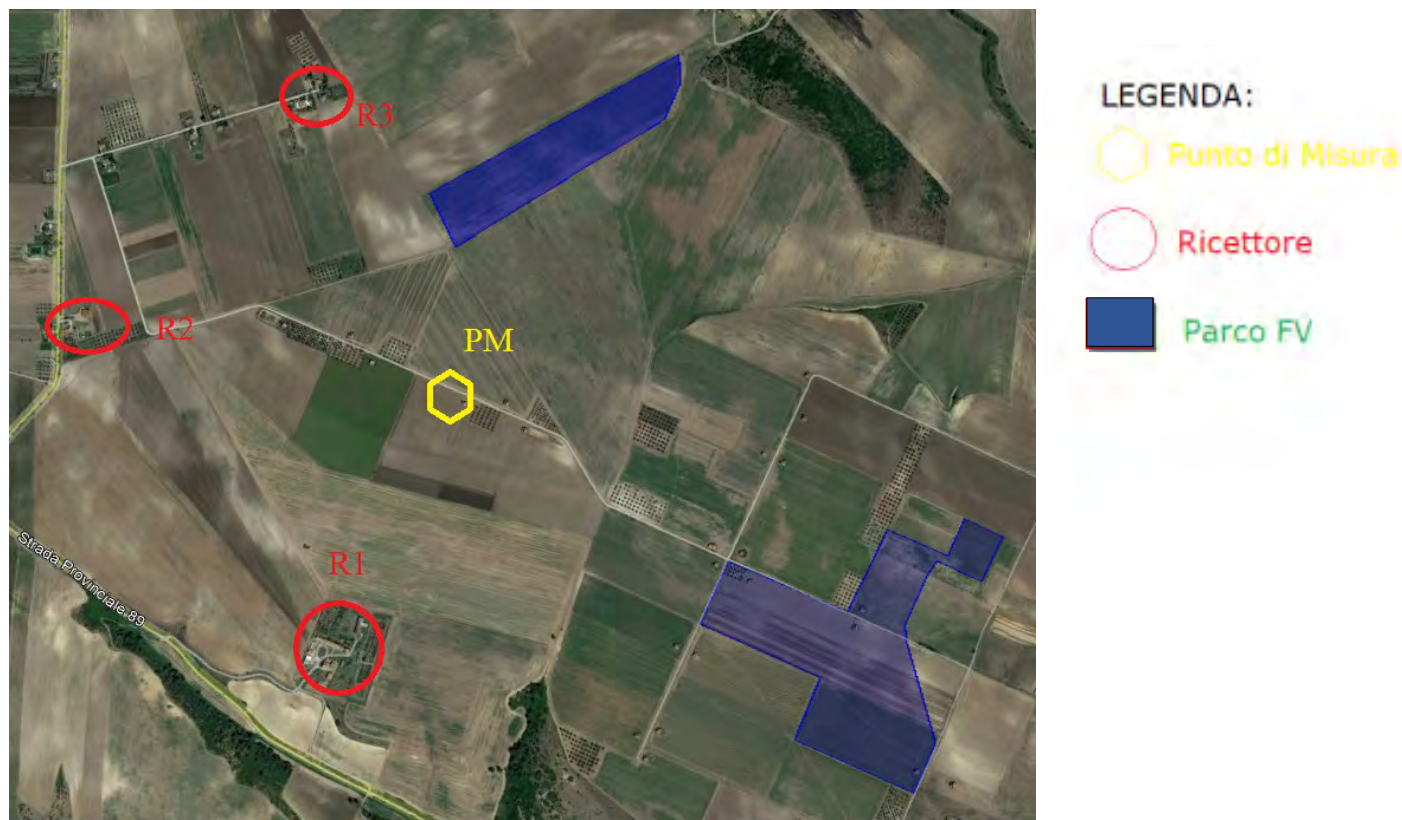 R3
R2
PM
R1
Strada Provinciale 89
LEGENDA:
Punto di Misura
Ricettore
Parco FV